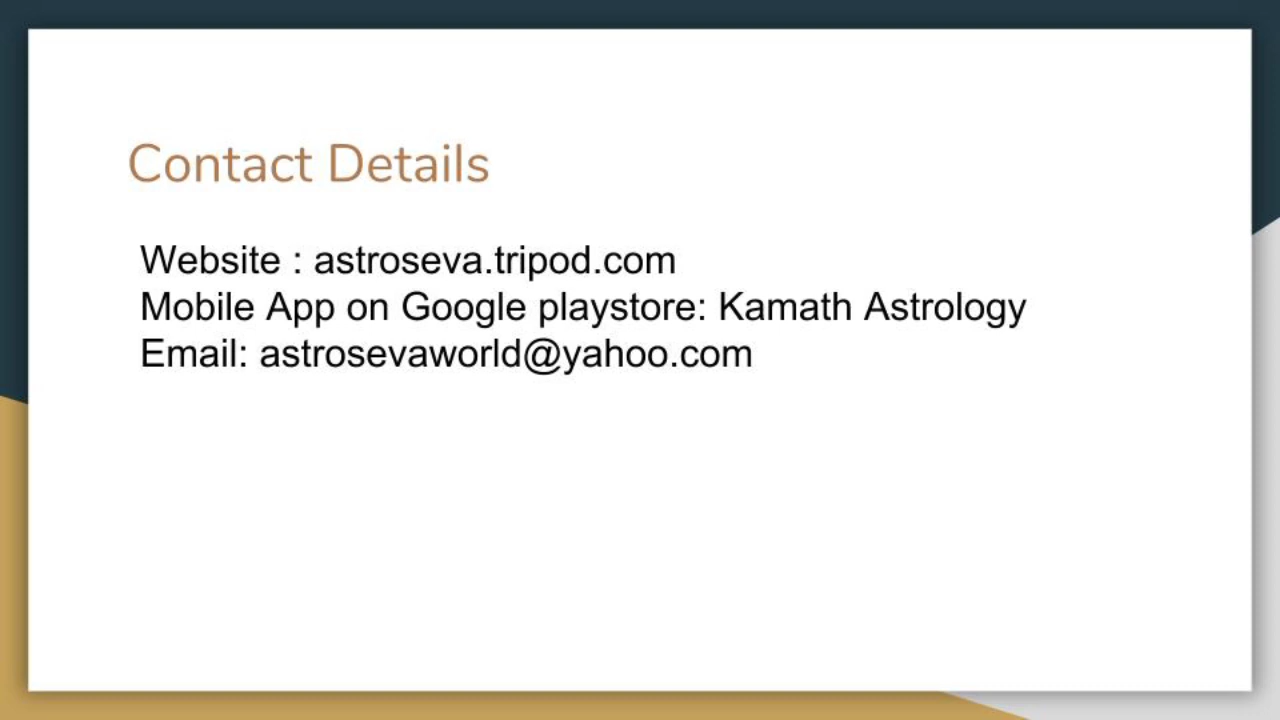 Contact Details
Website : astroseva.tripod.com
Mobile App on Google playstore: Kamath Astrology
Email: astrosevaworld@yahoo.com